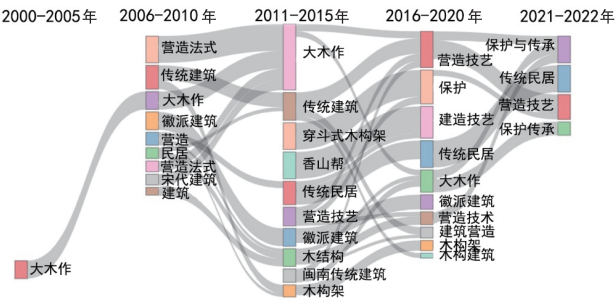 2000-2005年
2006-2010年
2011-2015年
2016-2020年
2021-2022年
大木作
营造法式
传统建筑
大木作
徽派建筑
营造
民居
营造法式
宋代建筑
建筑
大木作
传统建筑
穿斗式木构架
香山帮
传统民居
营造技艺
徽派建筑
木结构
闽南传统建筑
木构架
营造技艺
保护
建造技艺
传统民居
大木作
徽派建筑
营造技术
建筑营造
木构架
木构建筑
保护与传承
传统民居
营造技艺
保护传承